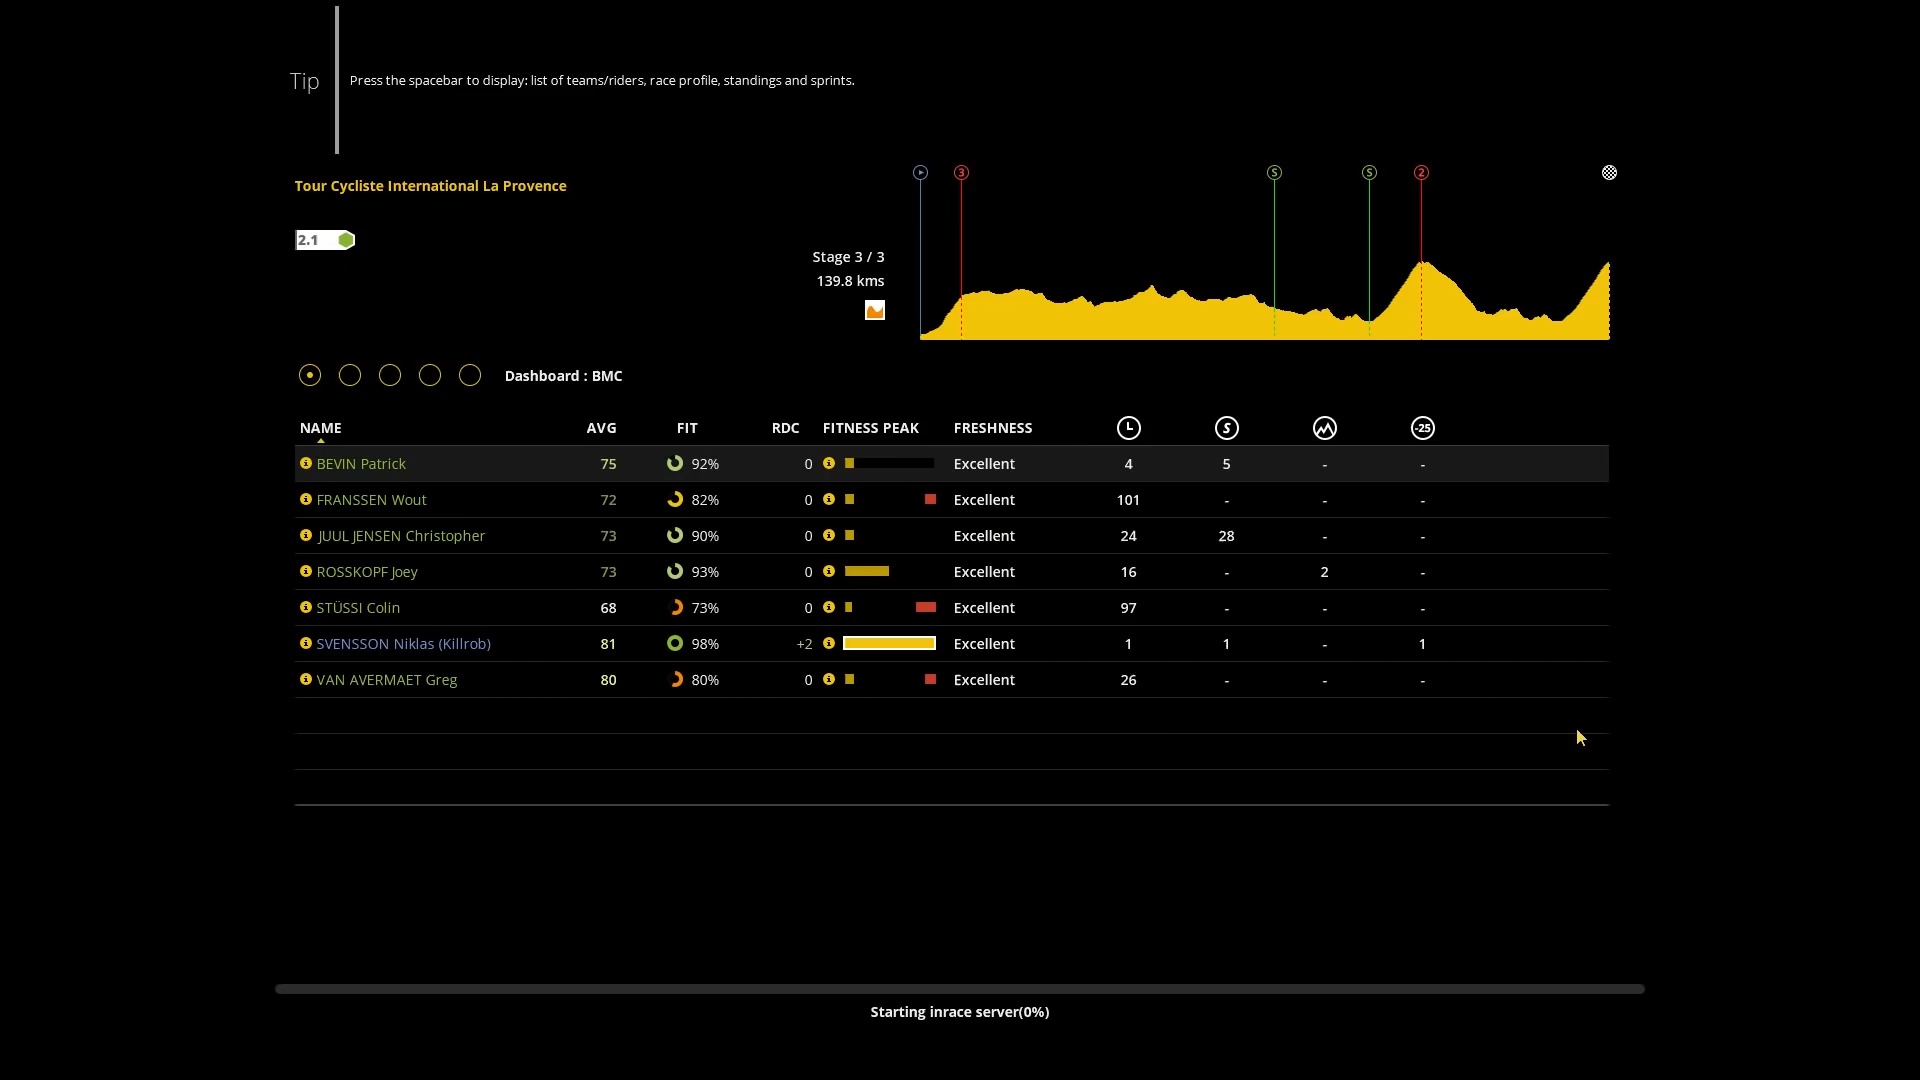 Tip
Press the spacebar to display: list of teams/riders, race profile, standings and sprints.
Tour Cycliste International La Provence
2.1
Stage 3 / 3
139.8 kms
3 S S 2
Dashboard : BMC
NAME AVG FIT RDC FITNESS PEAK FRESHNESS S -25
BEVIN Patrick 75 92% 0 Excellent 4 5 - -
FRANSSEN Wout 72 82% 0 Excellent 101 - - -
JUUL JENSEN Christopher 73 90% 0 Excellent 24 28 - -
ROSSKOPF Joey 73 93% 0 Excellent 16 - 2 -
STÜSSI Colin 68 73% 0 Excellent 97 - - -
SVENSSON Niklas (Killrob) 81 98% +2 Excellent 1 1 - 1
VAN AVERMAET Greg 80 80% 0 Excellent 26 - - -
Starting inrace server(0%)